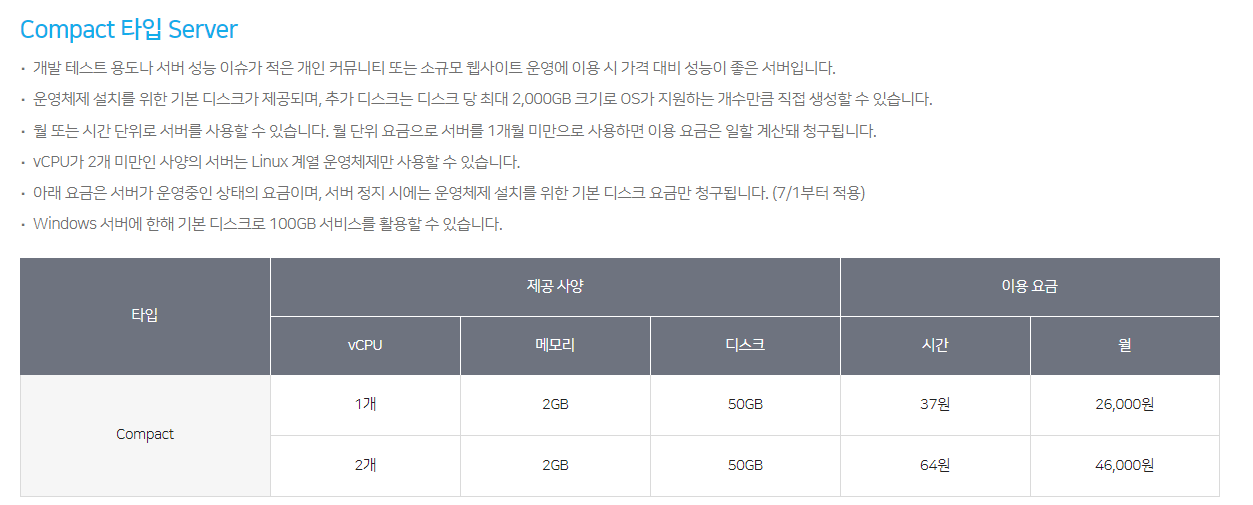 Compact 타입 Server
· 개발 테스트 용도나 서버 성능 이슈가 적은 개인 커뮤니티 또는 소규모 웹사이트 운영에 이용 시 가격 대비 성능이 좋은 서버입니다.
· 운영체제 설치를 위한 기본 디스크가 제공되며, 추가 디스크는 디스크 당 최대 2,000GB 크기로 OS가 지원하는 개수만큼 직접 생성할 수 있습니다.
· 월 또는 시간 단위로 서버를 사용할 수 있습니다. 월 단위 요금으로 서버를 1개월 미만으로 사용하면 이용 요금은 일할 계산돼 청구됩니다.
· vCPU가 2개 미만인 사양의 서버는 Linux 계열 운영체제만 사용할 수 있습니다.
· 아래 요금은 서버가 운영중인 상태의 요금이며, 서버 정지 시에는 운영체제 설치를 위한 기본 디스크 요금만 청구됩니다. (7/1부터 적용)
· Windows 서버에 한해 기본 디스크로 100GB 서비스를 활용할 수 있습니다.
타입 제공 사양 이용 요금
vCPU 메모리 디스크 시간 월
Compact 1개 2GB 50GB 37원 26,000원
2개 2GB 50GB 64원 46,000원